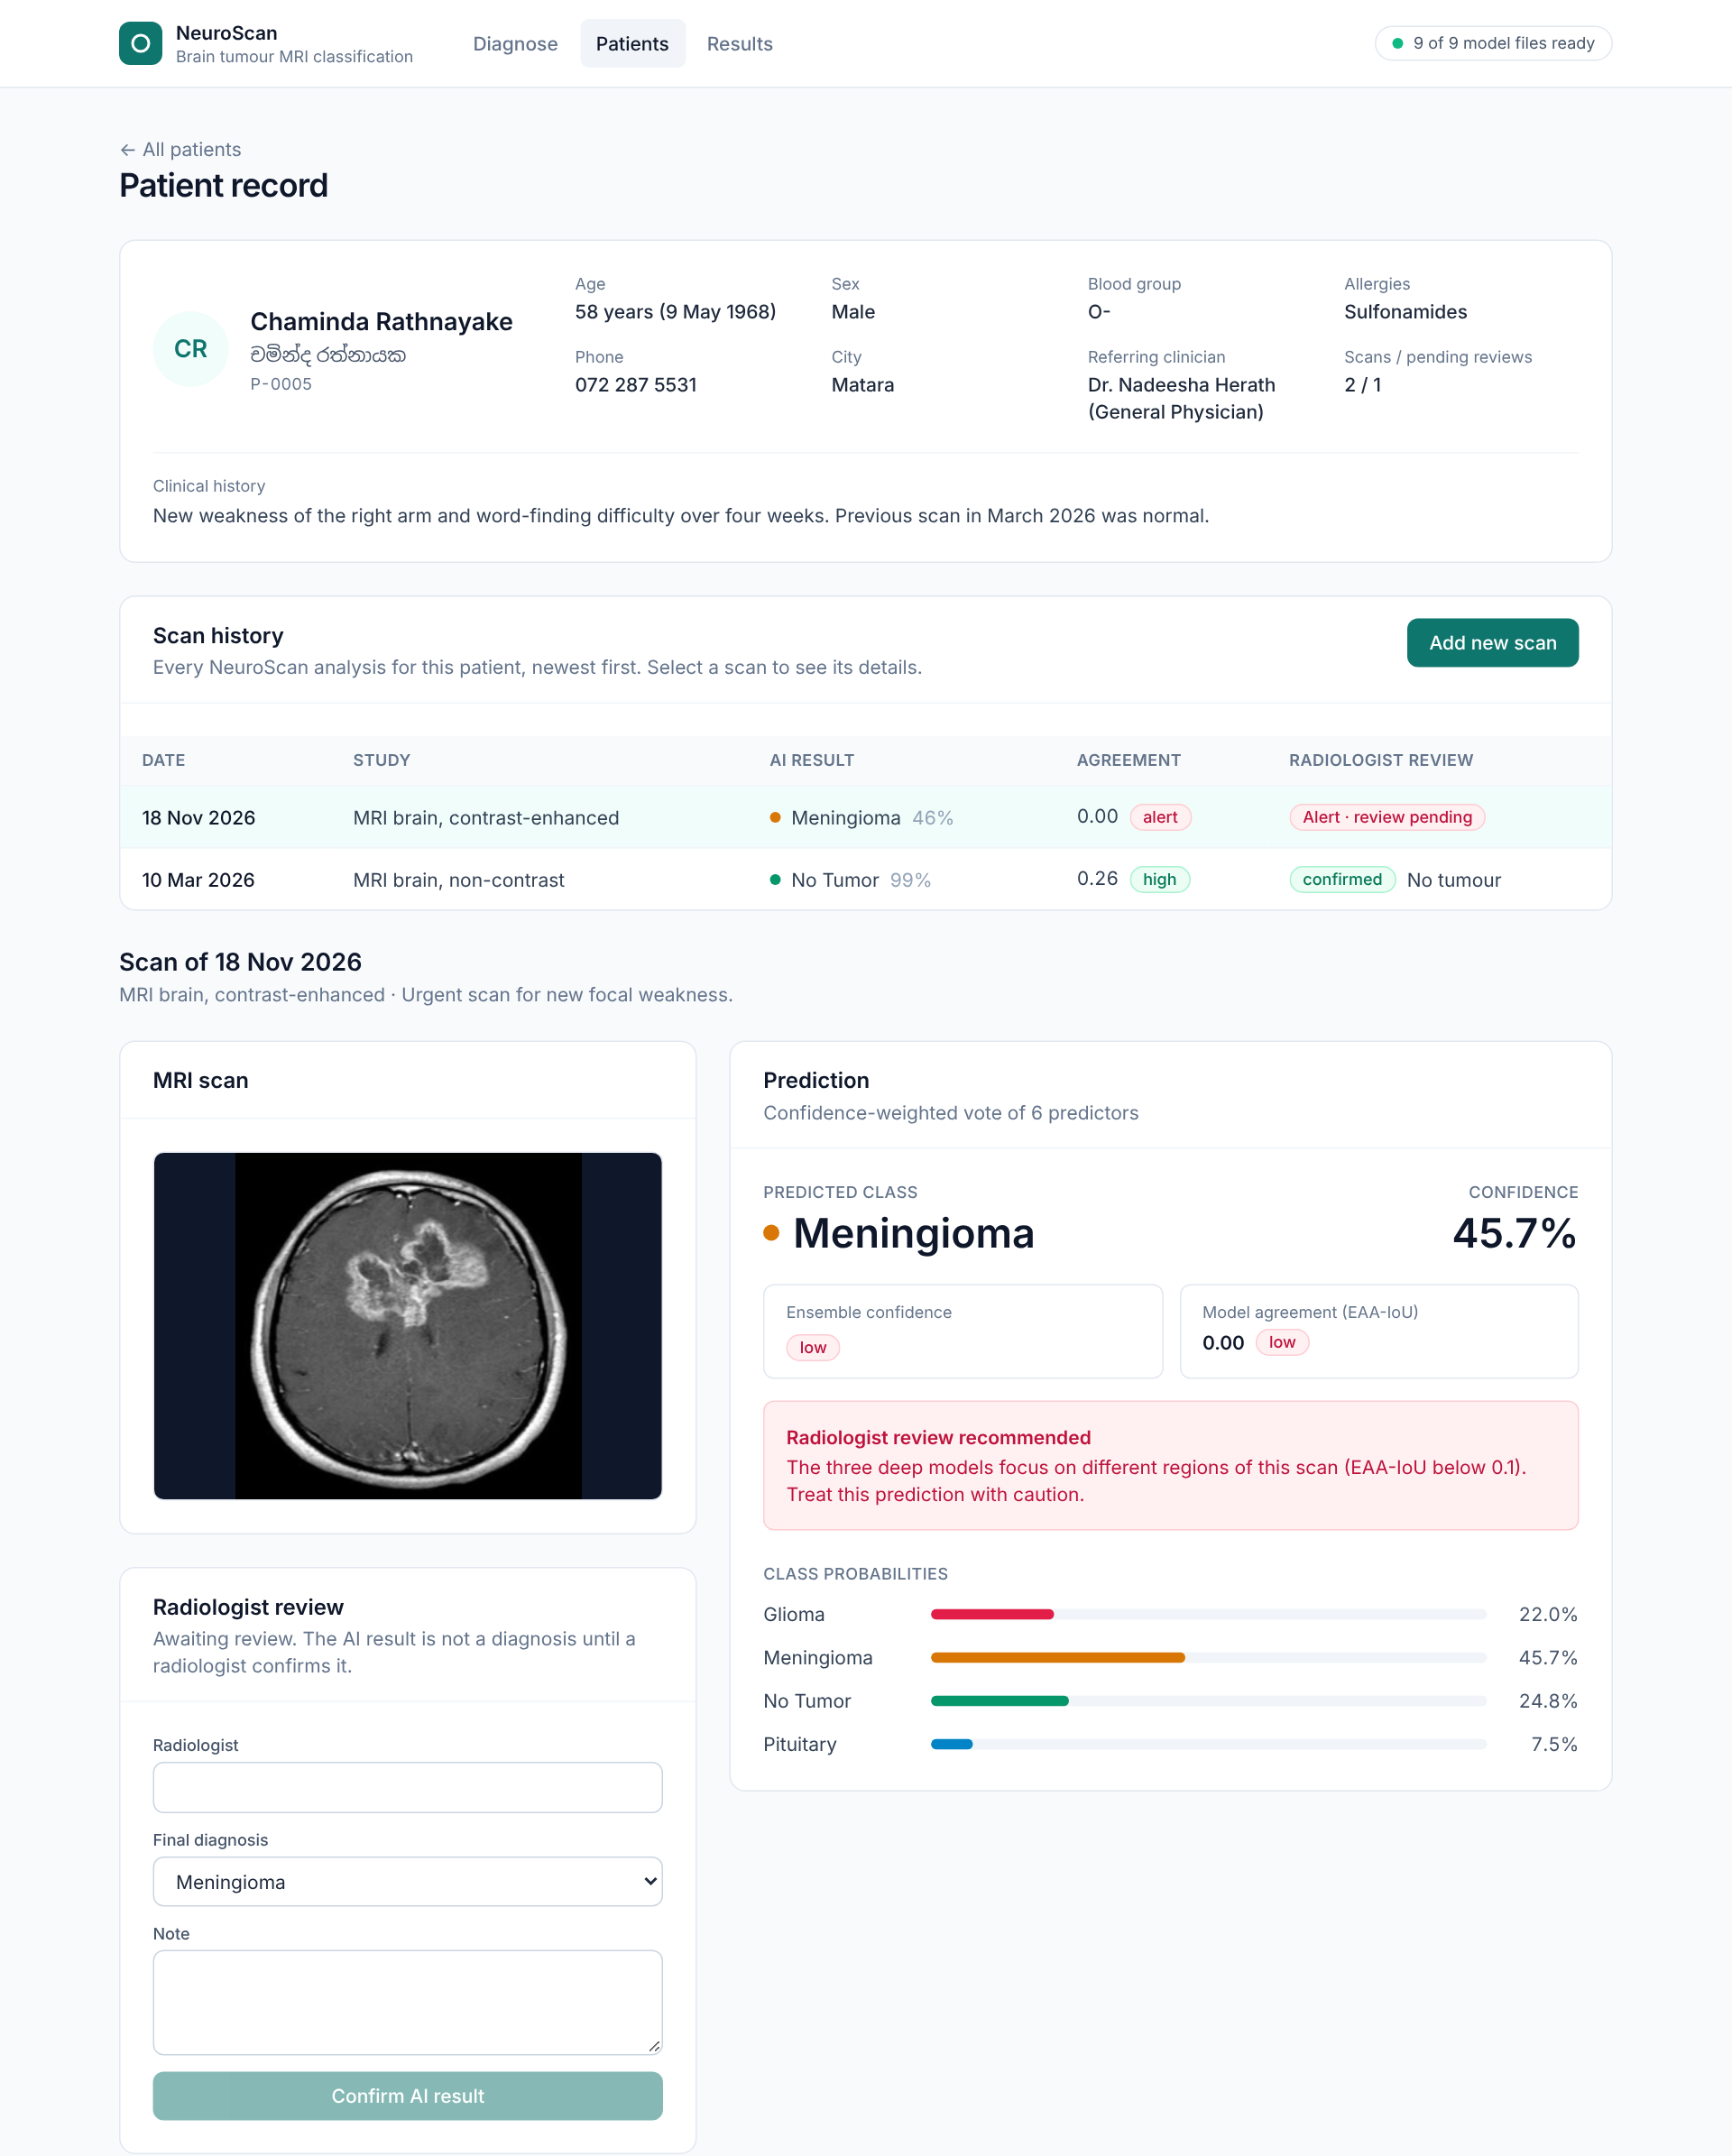 NeuroScan
Brain tumour MRI classification
Diagnose
Patients
Results
9 of 9 model files ready
← All patients
Patient record
CR
Chaminda Rathnayake
චමින්ද රත්නායක
P-0005
Age
58 years (9 May 1968)
Sex
Male
Blood group
O-
Allergies
Sulfonamides
Phone
072 287 5531
City
Matara
Referring clinician
Dr. Nadeesha Herath
(General Physician)
Scans / pending reviews
2 / 1
Clinical history
New weakness of the right arm and word-finding difficulty over four weeks. Previous scan in March 2026 was normal.
Scan history
Every NeuroScan analysis for this patient, newest first. Select a scan to see its details.
Add new scan
DATE STUDY AI RESULT AGREEMENT RADIOLOGIST REVIEW
18 Nov 2026 MRI brain, contrast-enhanced Meningioma 46% 0.00 alert Alert · review pending
10 Mar 2026 MRI brain, non-contrast No Tumor 99% 0.26 high confirmed No tumour
Scan of 18 Nov 2026
MRI brain, contrast-enhanced · Urgent scan for new focal weakness.
MRI scan
Radiologist review
Awaiting review. The AI result is not a diagnosis until a
radiologist confirms it.
Radiologist
Final diagnosis
Meningioma
Note
Confirm AI result
Prediction
Confidence-weighted vote of 6 predictors
PREDICTED CLASS CONFIDENCE
Meningioma 45.7%
Ensemble confidence
low
Model agreement (EAA-IoU)
0.00 low
Radiologist review recommended
The three deep models focus on different regions of this scan (EAA-IoU below 0.1).
Treat this prediction with caution.
CLASS PROBABILITIES
Glioma 22.0%
Meningioma 45.7%
No Tumor 24.8%
Pituitary 7.5%